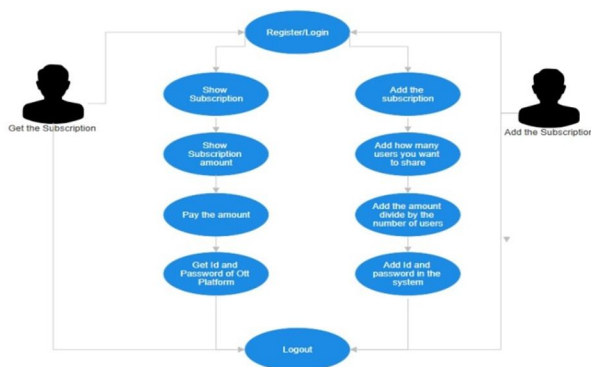 Register/Login
Show
Subscription
Add the
subscription
Get the Subscription
Add the Subscription
Show
Subscription
amount
Add how many
users you want
to share
Pay the amount
Add the amount
divide by the
number of users
Get Id and
Password of Ott
Platform
Add Id and
password in the
system
Logout